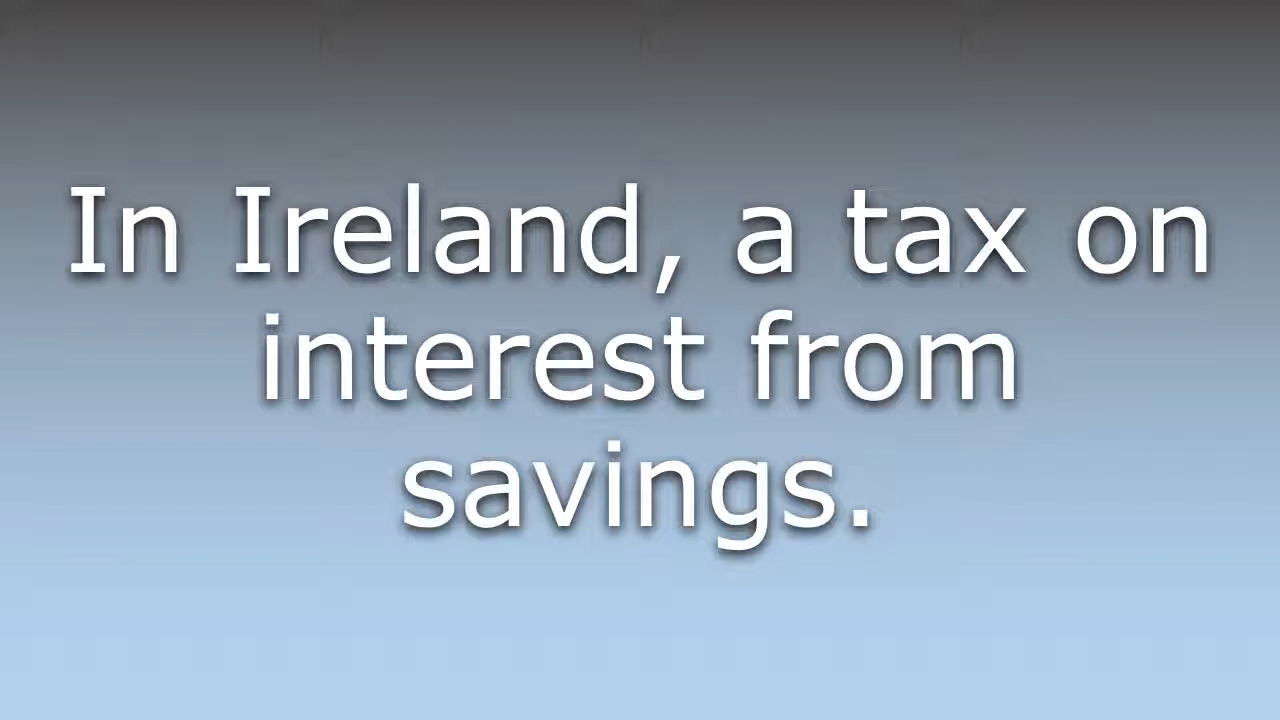 In Ireland, a tax on
interest from
savings.